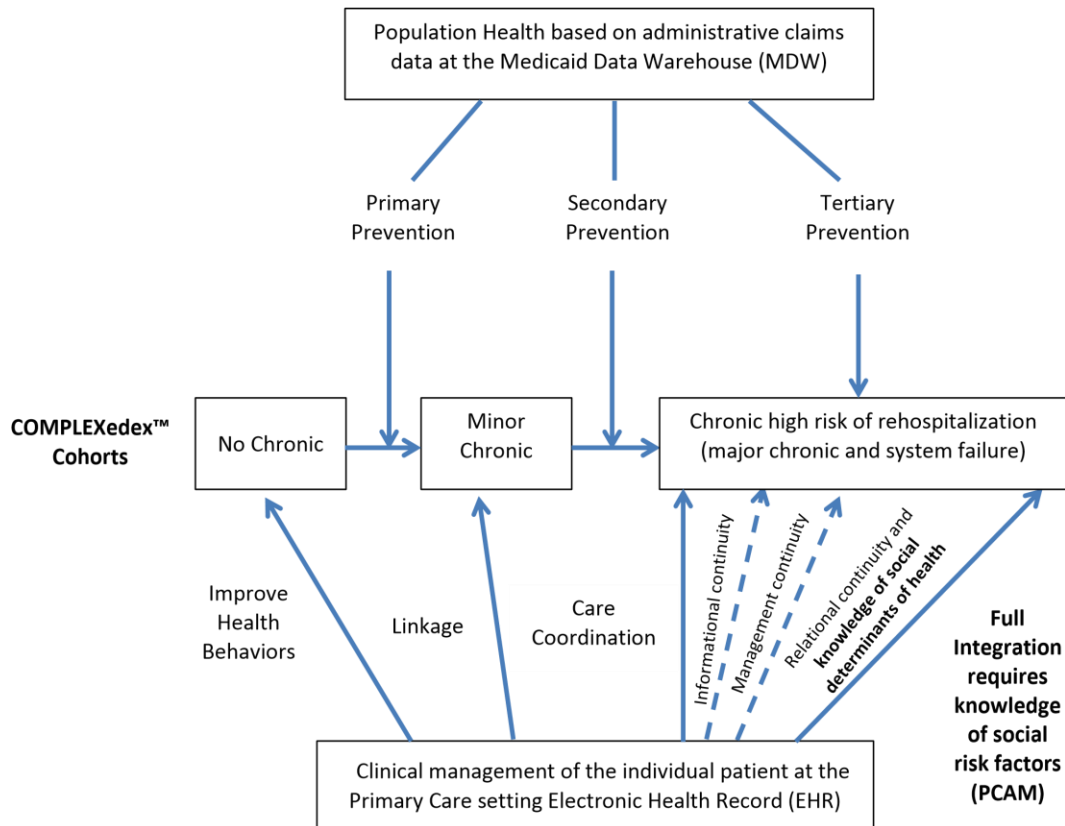 Population Health based on administrative claims
data at the Medicaid Data Warehouse (MDW)
Primary
Prevention
Secondary
Prevention
Tertiary
Prevention
COMPLEXedex™
Cohorts
No Chronic
Minor
Chronic
Chronic high risk of rehospitalization
(major chronic and system failure)
Improve
Health
Behaviors
Linkage
Care
Coordination
Informational continuity
Management continuity
Relational continuity and
knowledge of social
determinants of health
Full
Integration
requires
knowledge
of social
risk factors
(PCAM)
Clinical management of the individual patient at the
Primary Care setting Electronic Health Record (EHR)